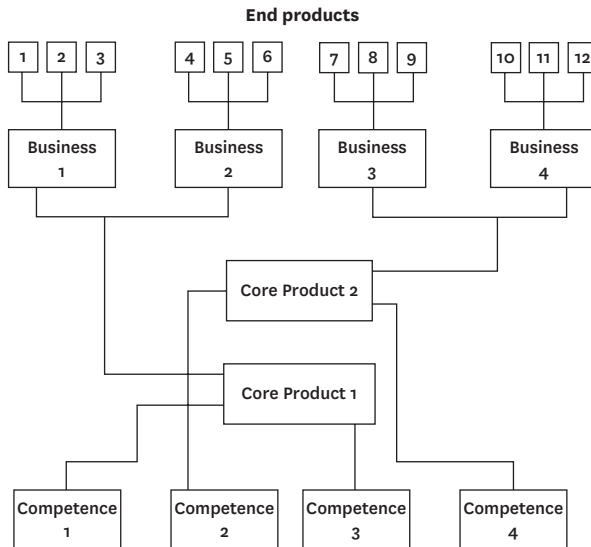 End products
1 2 3 4 5 6 7 8 9 10 11 12
Business
1
Business
2
Business
3
Business
4
Core Product 2
Core Product 1
Competence
1
Competence
2
Competence
3
Competence
4